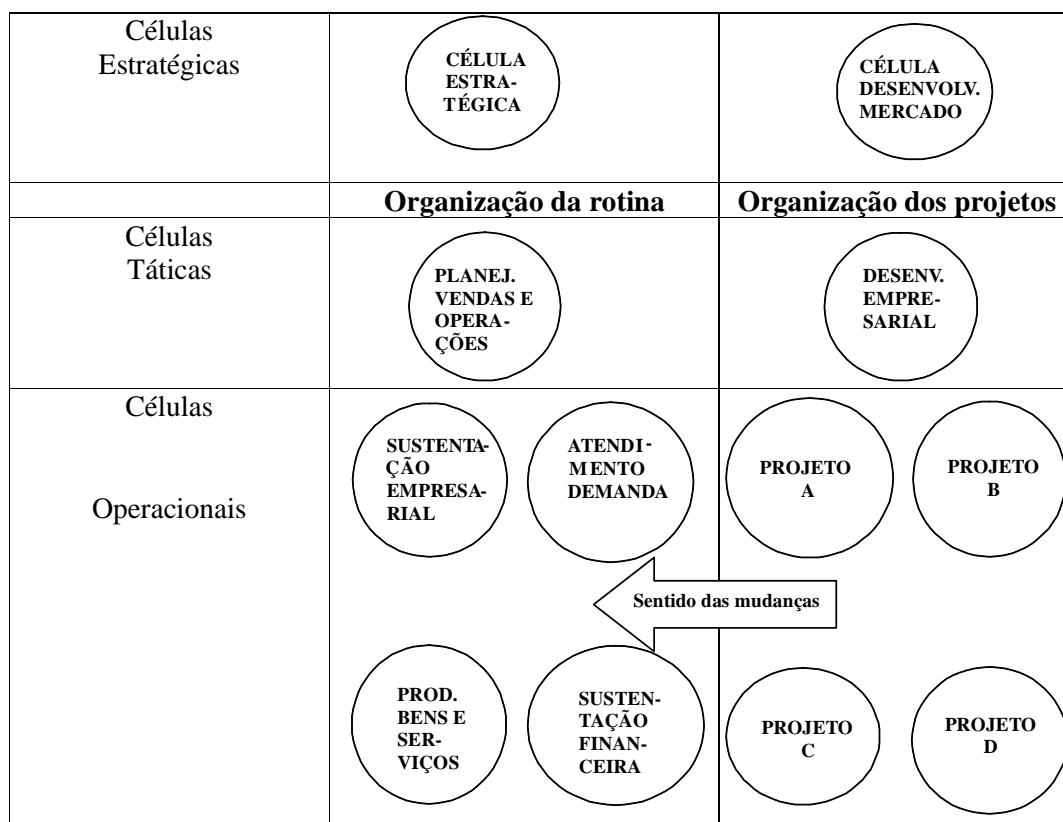 Células
Estratégicas
CÉLULA
ESTRA-
TÉGICA
CÉLULA
DESENVOLV.
MERCADO
Organização da rotina
Organização dos projetos
Células
Táticas
PLANEJ.
VENDAS E
OPERA-
ÇÕES
DESENV.
EMPRE-
SARIAL
Células
Operacionais
SUSTENTA-
ÇÃO
EMPRESA-
RIAL
ATENDI-
MENTO
DEMANDA
PROJETO
A
PROJETO
B
Sentido das mudanças
PROD.
BENS E
SER-
VIÇOS
SUSTEN-
TAÇÃO
FINAN-
CEIRA
PROJETO
C
PROJETO
D